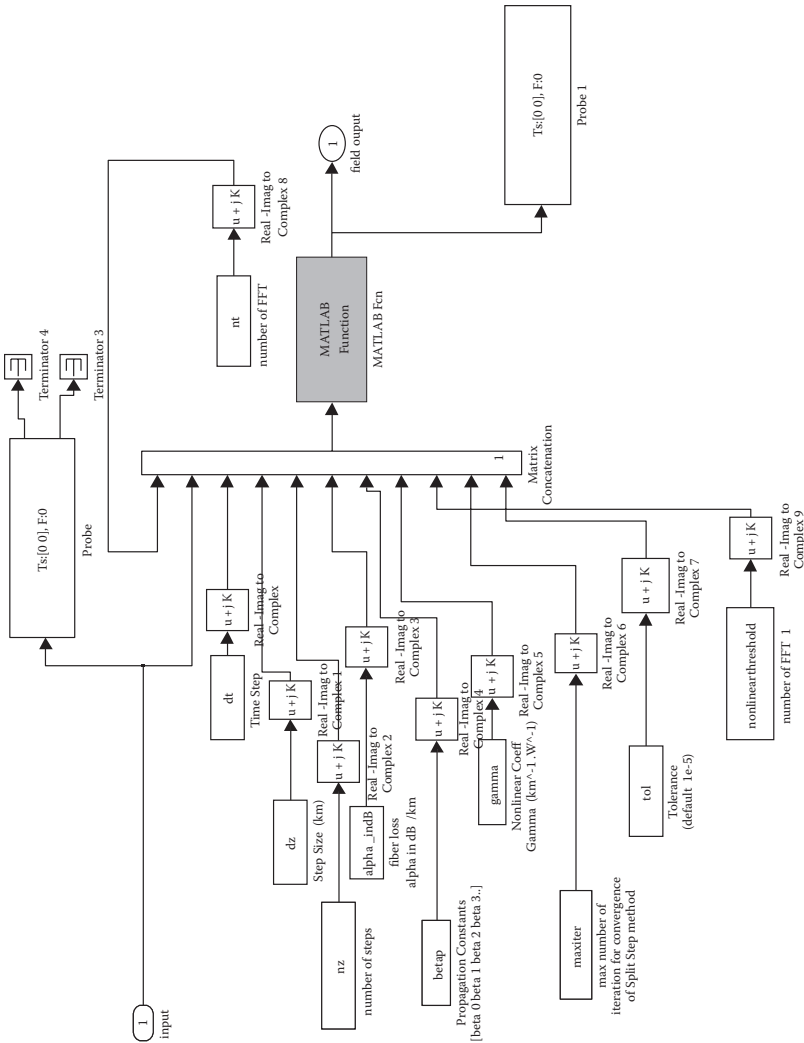 Ts:[0 0], F:0
Probe
Terminator 4
Terminator 3
nt
number of FFT
u + j K
Real -Imag to
Complex 8
MATLAB
Function
MATLAB Fcn
1
field ouput
Ts:[0 0], F:0
Probe 1
1
Matrix
Concatenation
1
input
dt
Time Step
u + j K
Real -Imag to
Complex
dz
Step Size (km)
u + j K
Real -Imag to
Complex 1
nz
number of steps
u + j K
Real -Imag to
Complex 2
alpha _indB
fiber loss
alpha in dB /km
u + j K
Real -Imag to
Complex 3
betap
Propagation Constants
[beta 0 beta 1 beta 2 beta 3..]
u + j K
Real -Imag to
Complex 4
gamma
Nonlinear Coeff
Gamma (km^-1 .W^-1)
u + j K
Real -Imag to
Complex 5
maxiter
max number of
iteration for convergence
of Split Step method
u + j K
Real -Imag to
Complex 6
tol
Tolerance
(default 1e-5)
u + j K
Real -Imag to
Complex 7
nonlinearthreshold
number of FFT 1
u + j K
Real -Imag to
Complex 9